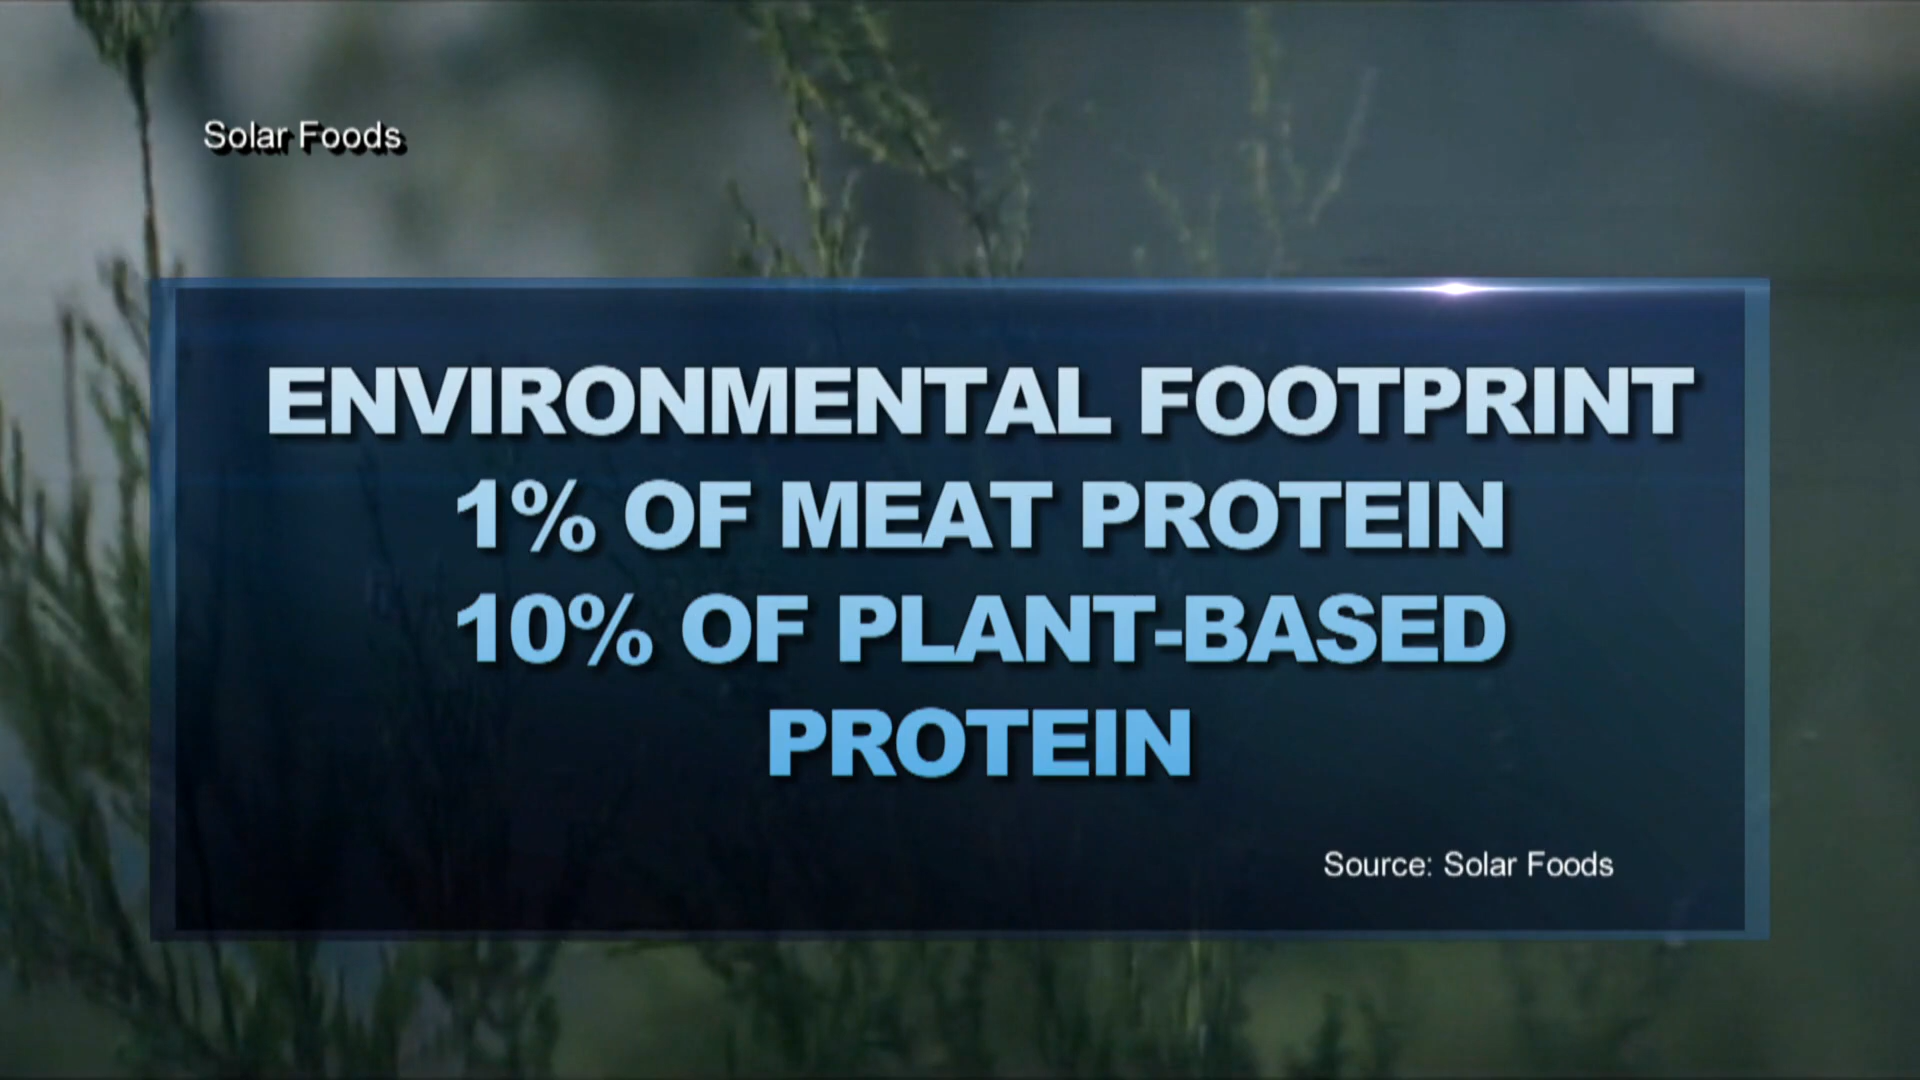 Solar Foods
ENVIRONMENTAL FOOTPRINT
1% OF MEAT PROTEIN
10% OF PLANT-BASED
PROTEIN
Source: Solar Foods